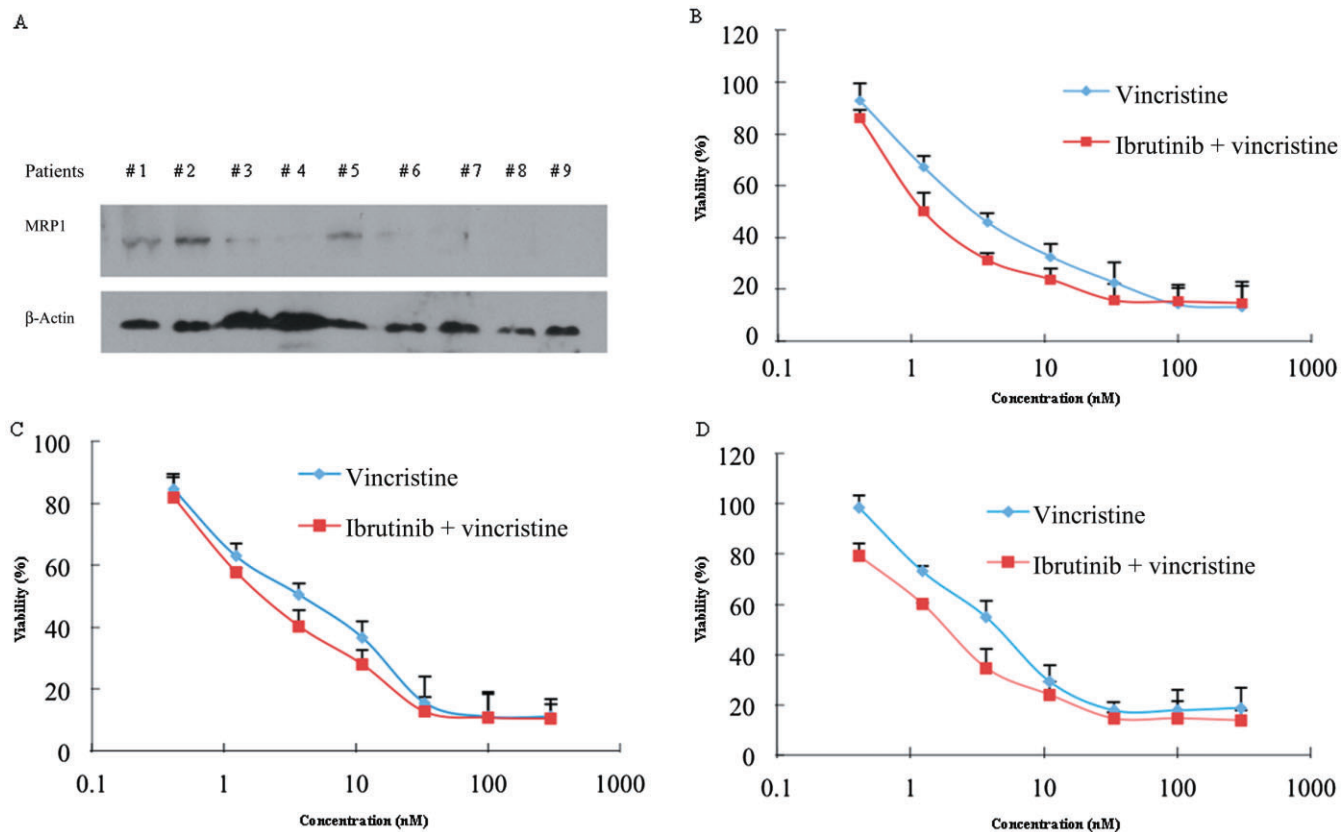 A
Patients #1 #2 #3 #4 #5 #6 #7 #8 #9
MRP1
β-Actin
B
120
100
80
60
40
20
0
Viability (%)
0.1 1 10 100 1000
Concentration (nM)
Vincristine
Ibrutinib + vincristine
C
100
80
60
40
20
0
Viability (%)
0.1 1 10 100 1000
Concentration (nM)
Vincristine
Ibrutinib + vincristine
D
120
100
80
60
40
20
0
Viability (%)
0.1 1 10 100 1000
Concentration (nM)
Vincristine
Ibrutinib + vincristine